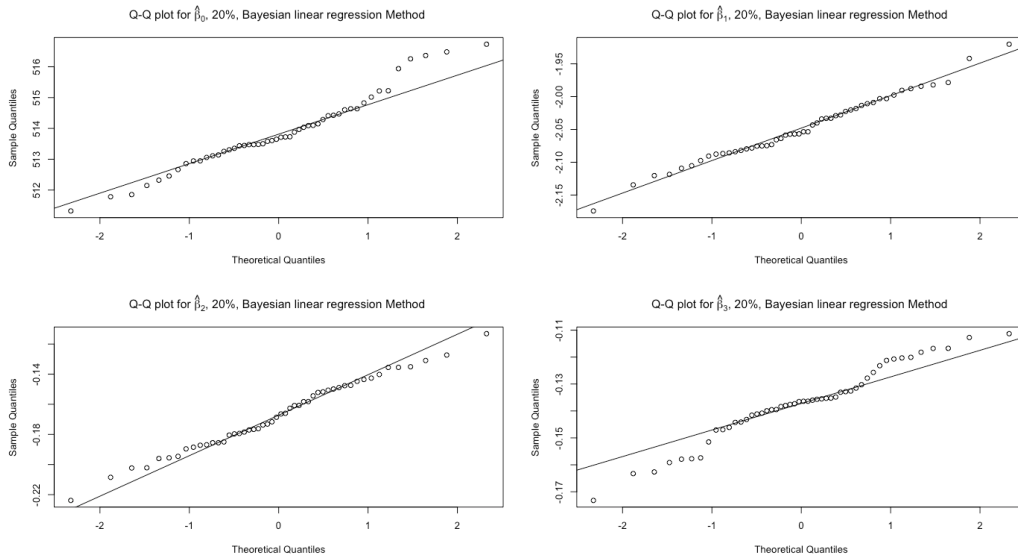 Q-Q plot for β̂₀, 20%, Bayesian linear regression Method
Sample Quantiles
512 513 514 515 516
-2 -1 0 1 2
Theoretical Quantiles
Q-Q plot for β̂₁, 20%, Bayesian linear regression Method
Sample Quantiles
-2.15 -2.10 -2.05 -2.00 -1.95
-2 -1 0 1 2
Theoretical Quantiles
Q-Q plot for β̂₂, 20%, Bayesian linear regression Method
Sample Quantiles
-0.22 -0.18 -0.14
-2 -1 0 1 2
Theoretical Quantiles
Q-Q plot for β̂₃, 20%, Bayesian linear regression Method
Sample Quantiles
-0.17 -0.15 -0.13 -0.11
-2 -1 0 1 2
Theoretical Quantiles